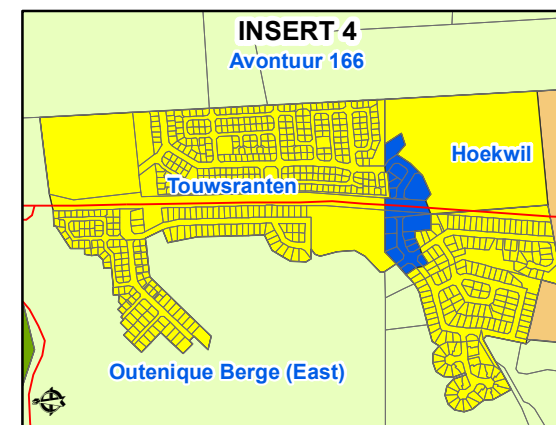 INSERT 4
Avontuur 166
Hoekwil
Touwsranten
Outenique Berge (East)